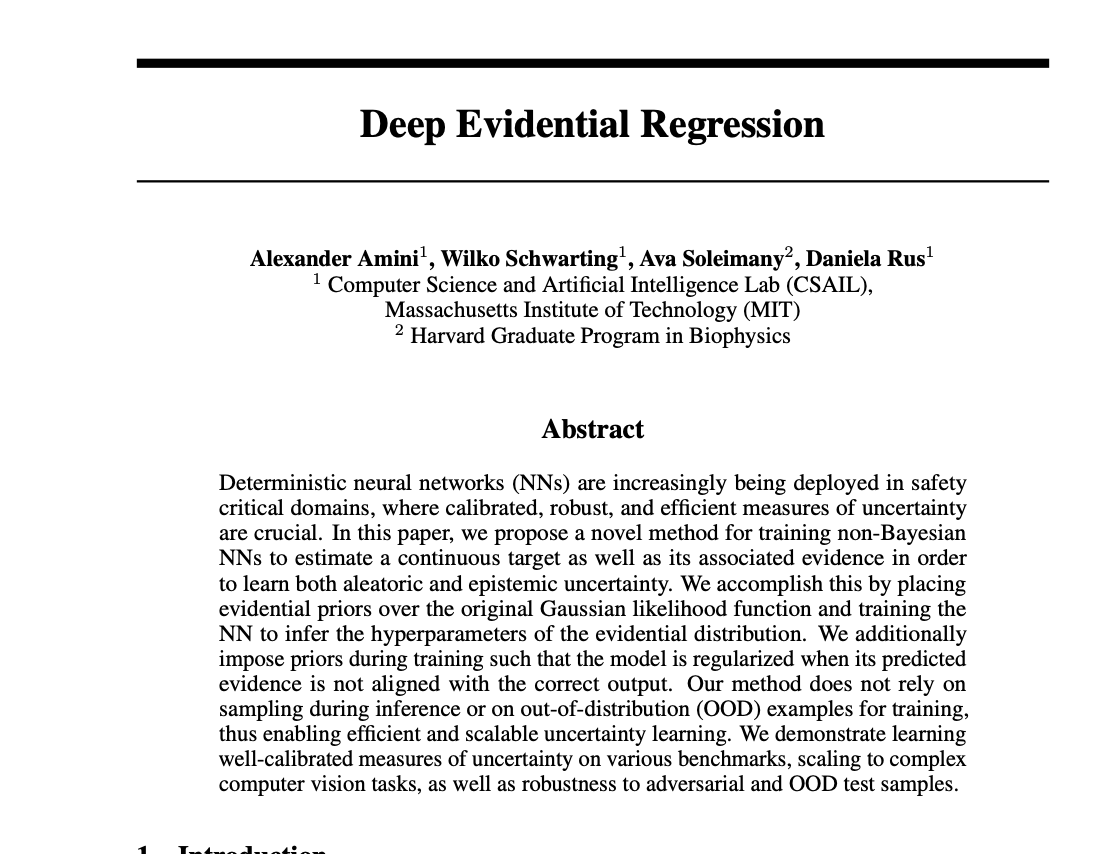 Deep Evidential Regression
Alexander Amini¹, Wilko Schwarting¹, Ava Soleimany², Daniela Rus¹
¹ Computer Science and Artificial Intelligence Lab (CSAIL),
Massachusetts Institute of Technology (MIT)
² Harvard Graduate Program in Biophysics
Abstract
Deterministic neural networks (NNs) are increasingly being deployed in safety
critical domains, where calibrated, robust, and efficient measures of uncertainty
are crucial. In this paper, we propose a novel method for training non-Bayesian
NNs to estimate a continuous target as well as its associated evidence in order
to learn both aleatoric and epistemic uncertainty. We accomplish this by placing
evidential priors over the original Gaussian likelihood function and training the
NN to infer the hyperparameters of the evidential distribution. We additionally
impose priors during training such that the model is regularized when its predicted
evidence is not aligned with the correct output. Our method does not rely on
sampling during inference or on out-of-distribution (OOD) examples for training,
thus enabling efficient and scalable uncertainty learning. We demonstrate learning
well-calibrated measures of uncertainty on various benchmarks, scaling to complex
computer vision tasks, as well as robustness to adversarial and OOD test samples.
1 Introduction